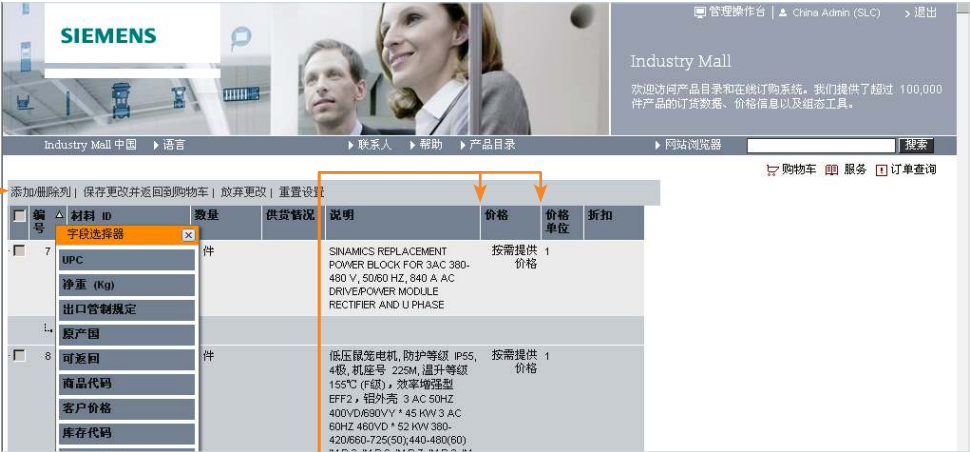 管理操作台 | China Admin (SLC) > 退出
SIEMENS
Industry Mall
欢迎访问产品目录和在线订购系统。我们提供了超过 100,000
件产品的订货数据、价格信息以及组态工具。
Industry Mall 中国 语言 联系人 帮助 产品目录 网站浏览器 搜索
购物车 服务 订单查询
添加/删除列 | 保存更改并返回到购物车 | 放弃更改 | 重置设置
编号 材料 ID 数量 供货情况 说明 价格 价格单位 折扣
字段选择器
UPC
净重 (Kg)
出口管制规定
原产国
可返回
商品代码
客户价格
库存代码
7 件 SINAMICS REPLACEMENT 按需提供 1
POWER BLOCK FOR 3AC 380- 价格
480 V, 50/60 HZ, 840 A AC
DRIVE/POWER MODULE
RECTIFIER AND U PHASE
8 件 低压鼠笼电机, 防护等级 IP55, 按需提供 1
4极, 机座号 225M, 温升等级 价格
155℃ (F级)，效率增强型
EFF2，铝外壳 3 AC 50HZ
400VD/690VY * 45 KW 3 AC
60HZ 460VD * 52 KW 380-
420/660-725(50);440-480(60)